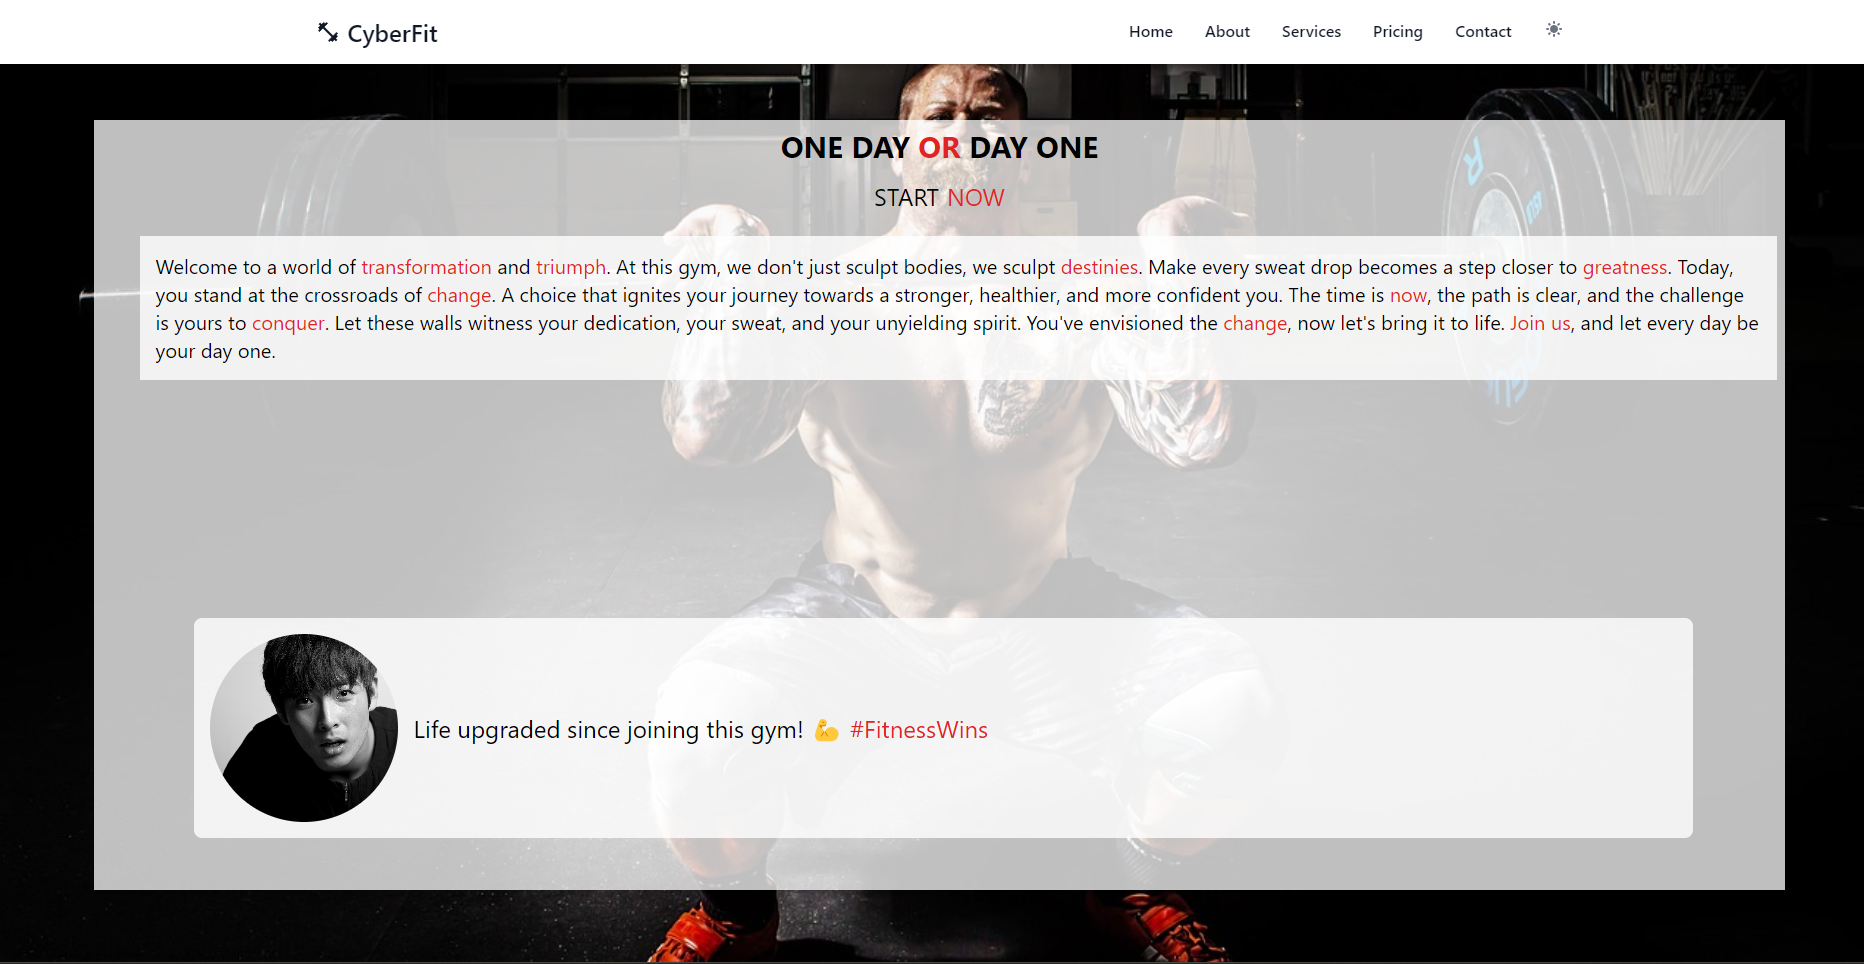 CyberFit
Home About Services Pricing Contact
ONE DAY OR DAY ONE
START NOW
Welcome to a world of transformation and triumph. At this gym, we don't just sculpt bodies, we sculpt destinies. Make every sweat drop becomes a step closer to greatness. Today,
you stand at the crossroads of change. A choice that ignites your journey towards a stronger, healthier, and more confident you. The time is now, the path is clear, and the challenge
is yours to conquer. Let these walls witness your dedication, your sweat, and your unyielding spirit. You've envisioned the change, now let's bring it to life. Join us, and let every day be
your day one.
Life upgraded since joining this gym! 💪 #FitnessWins